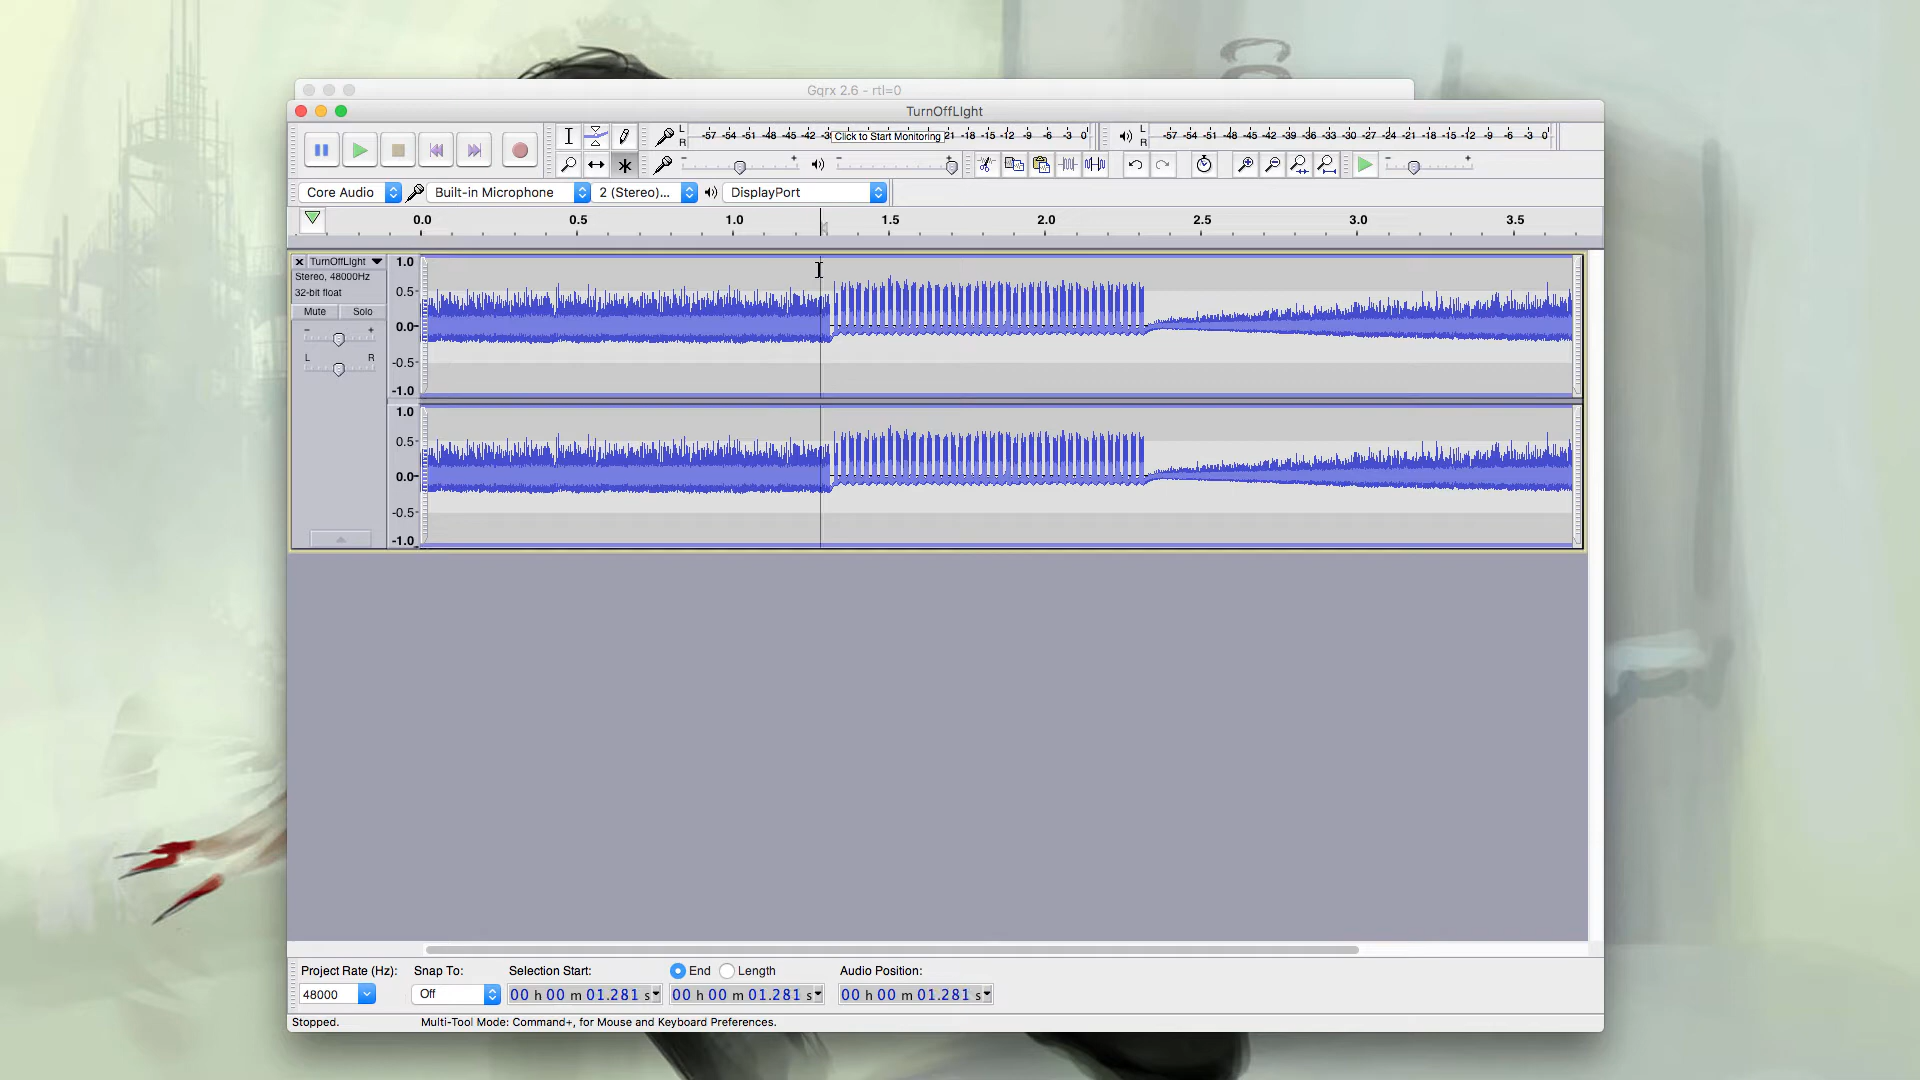 Gqrx 2.6 - rtl=0
TurnOffLIght
L
R
-57 -54 -51 -48 -45 -42 -3 Click to Start Monitoring 21 -18 -15 -12 -9 -6 -3 0
L
R
-57 -54 -51 -48 -45 -42 -39 -36 -33 -30 -27 -24 -21 -18 -15 -12 -9 -6 -3 0
- + - + - +
Core Audio Built-in Microphone 2 (Stereo)... DisplayPort
0.0 0.5 1.0 1.5 2.0 2.5 3.0 3.5
TurnOffLIght
Stereo, 48000Hz
32-bit float
Mute Solo
- +
L R
1.0
0.5
0.0
-0.5
-1.0
1.0
0.5
0.0
-0.5
-1.0
Project Rate (Hz): Snap To: Selection Start: End Length Audio Position:
48000 Off 00 h 00 m 01.281 s 00 h 00 m 01.281 s 00 h 00 m 01.281 s
Stopped. Multi-Tool Mode: Command+, for Mouse and Keyboard Preferences.